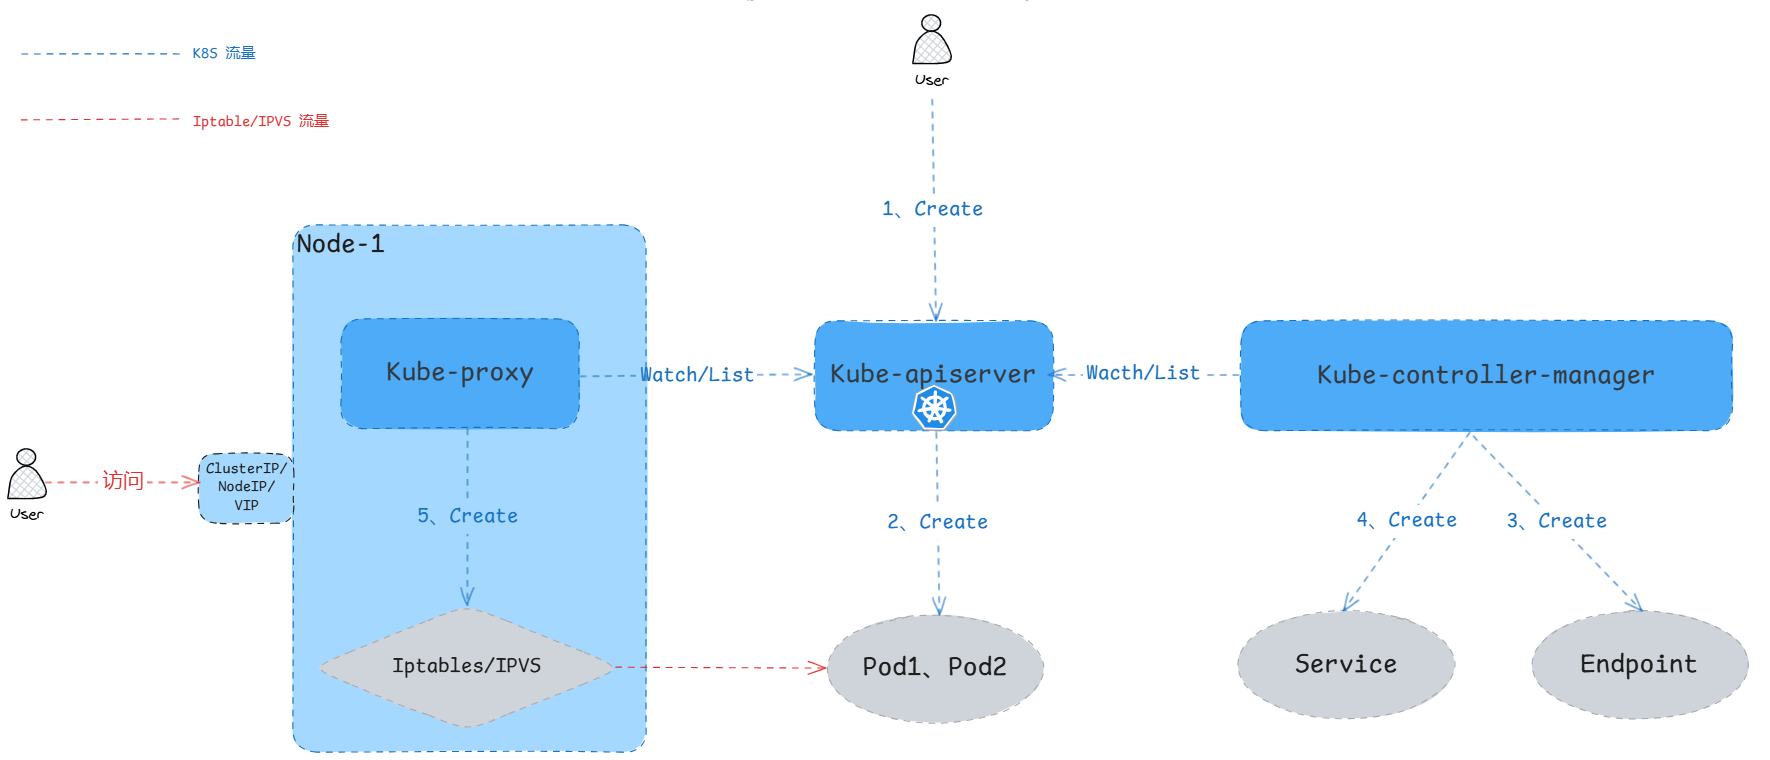 User
K8S 流量
Iptable/IPVS 流量
1、Create
Node-1
Kube-proxy
Watch/List
Kube-apiserver
Wacth/List
Kube-controller-manager
User
访问
ClusterIP/
NodeIP/
VIP
5、Create
2、Create
4、Create
3、Create
Iptables/IPVS
Pod1、Pod2
Service
Endpoint